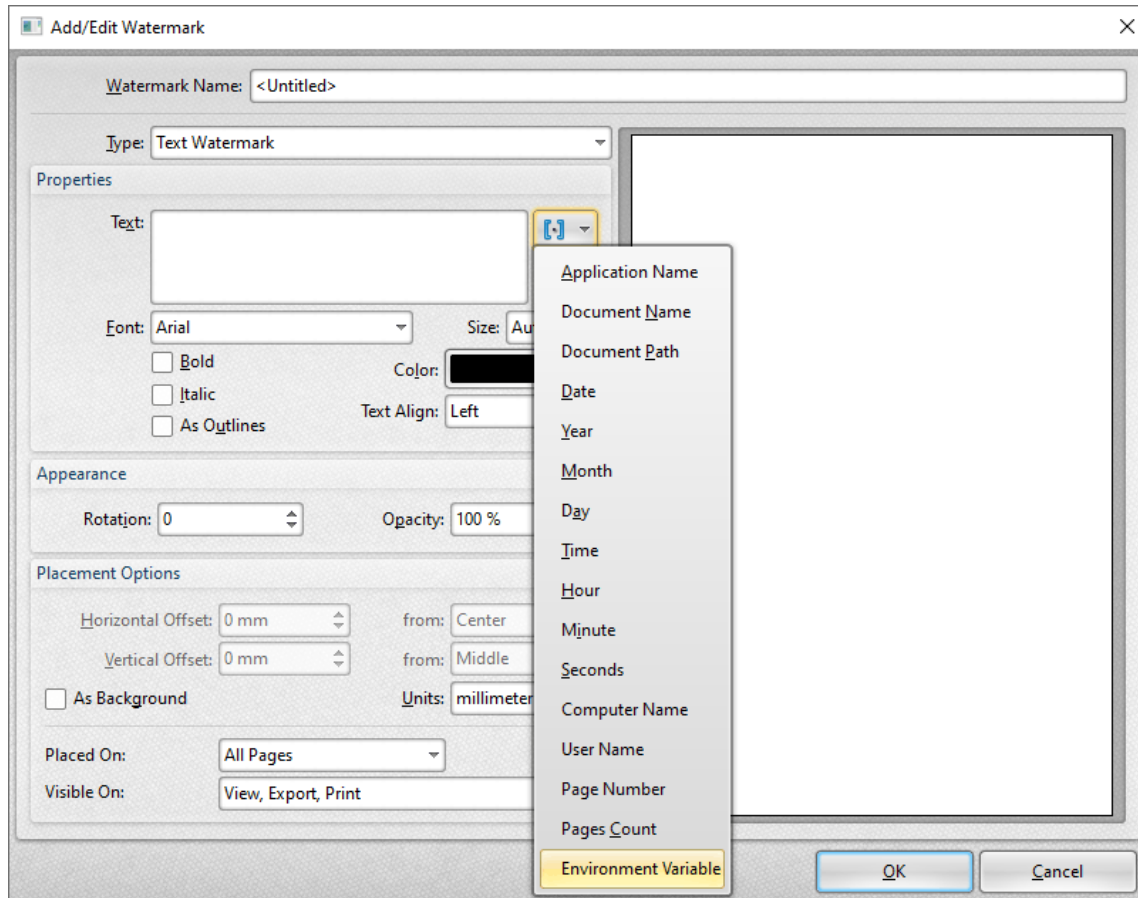 Add/Edit Watermark
Watermark Name: <Untitled>
Type: Text Watermark
Properties
Text:
Font: Arial
Size: Au
Bold
Color:
Italic
Text Align: Left
As Outlines
Appearance
Rotation: 0
Opacity: 100 %
Placement Options
Horizontal Offset: 0 mm
from: Center
Vertical Offset: 0 mm
from: Middle
As Background
Units: millimeter
Placed On: All Pages
Visible On: View, Export, Print
Application Name
Document Name
Document Path
Date
Year
Month
Day
Time
Hour
Minute
Seconds
Computer Name
User Name
Page Number
Pages Count
Environment Variable
OK
Cancel